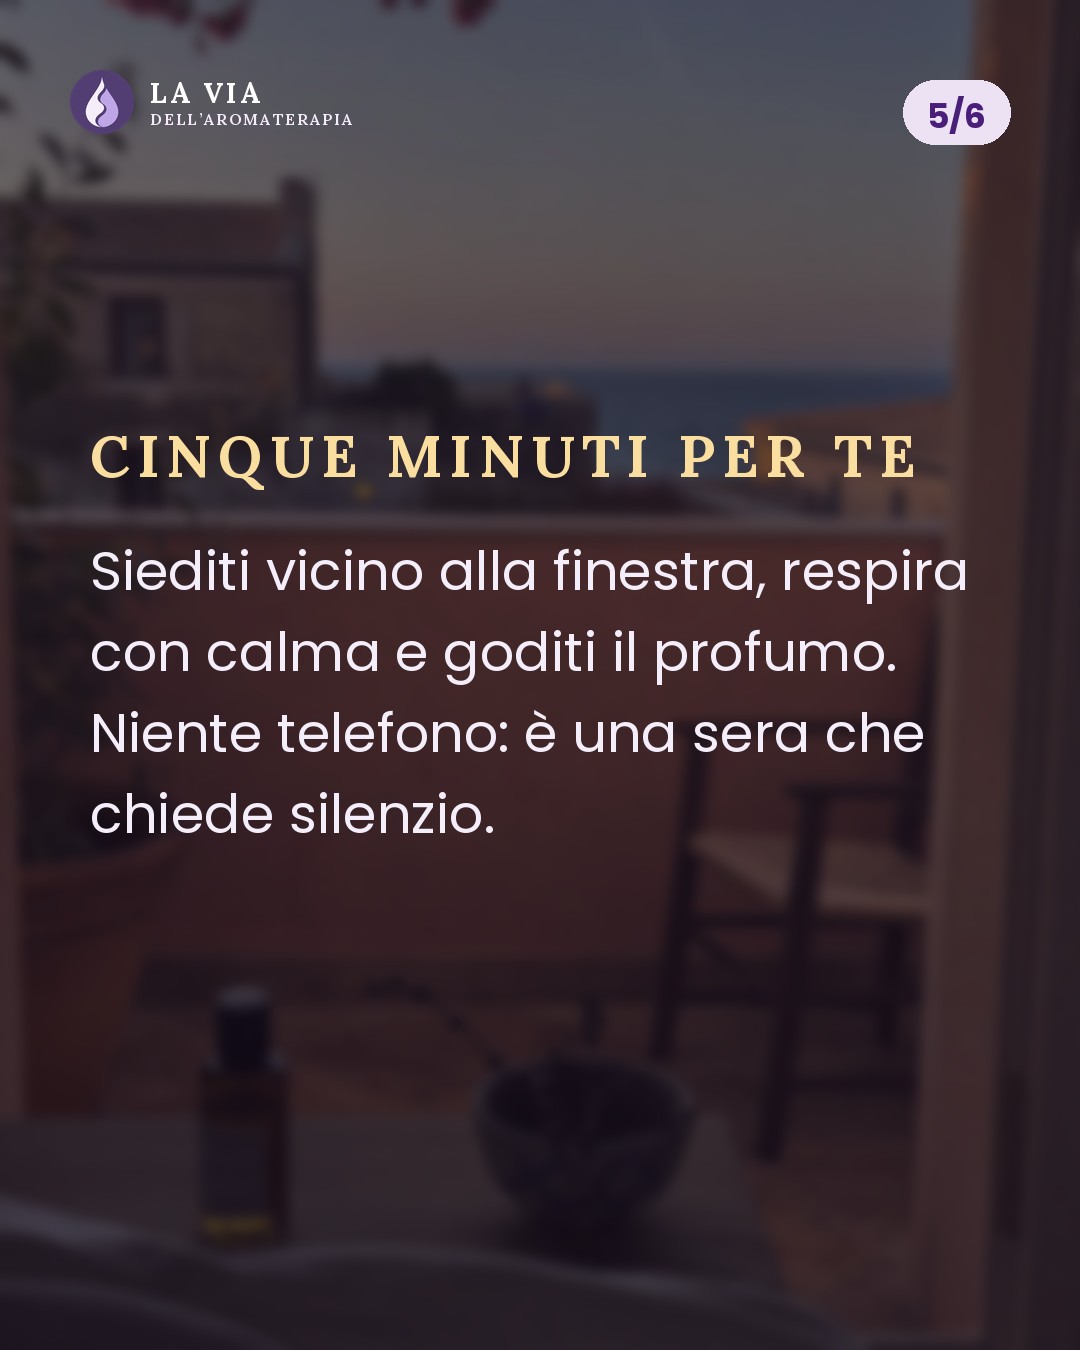 LA VIA
DELL'AROMATERAPIA
5/6
CINQUE MINUTI PER TE
Siediti vicino alla finestra, respira
con calma e goditi il profumo.
Niente telefono: è una sera che
chiede silenzio.